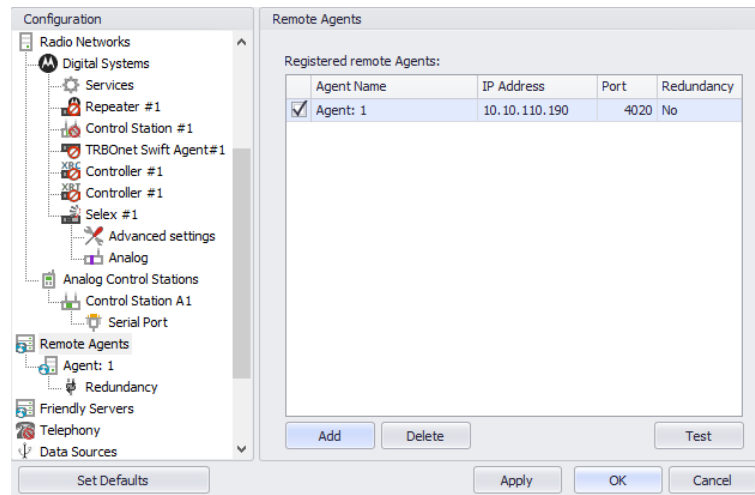 Configuration
Radio Networks
Digital Systems
Services
Repeater #1
Control Station #1
TRBOnet Swift Agent#1
XRC
Controller #1
XRT
Controller #1
Selex #1
Advanced settings
Analog
Analog Control Stations
Control Station A1
Serial Port
Remote Agents
Agent: 1
Redundancy
Friendly Servers
Telephony
Data Sources
Set Defaults
Remote Agents
Registered remote Agents:
Agent Name IP Address Port Redundancy
Agent: 1 10.10.110.190 4020 No
Add Delete Test
Apply OK Cancel